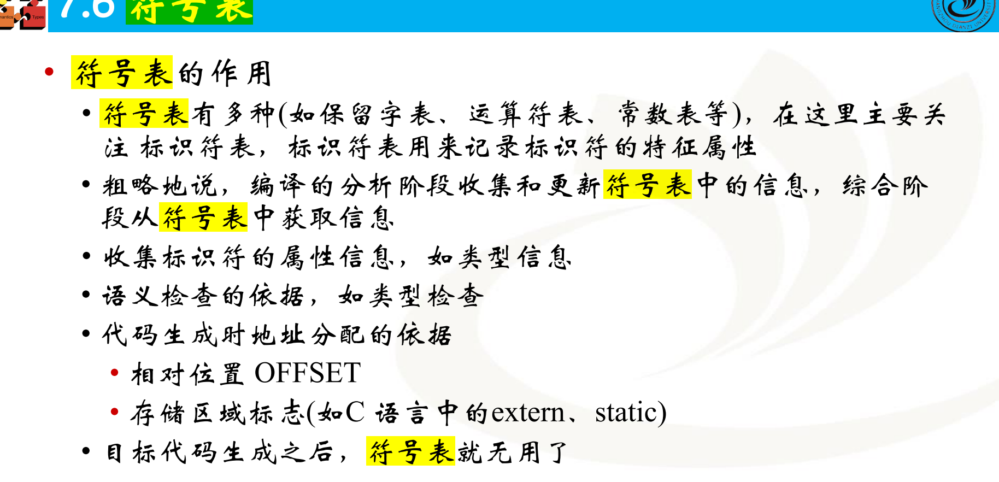 7.6 符号表
mantics Types
HANGZHOU DIANZI UNIVERSITY
• 符号表的作用
• 符号表有多种(如保留字表、运算符表、常数表等)，在这里主要关
注 标识符表，标识符表用来记录标识符的特征属性
• 粗略地说，编译的分析阶段收集和更新符号表中的信息，综合阶
段从符号表中获取信息
• 收集标识符的属性信息，如类型信息
• 语义检查的依据，如类型检查
• 代码生成时地址分配的依据
• 相对位置 OFFSET
• 存储区域标志(如C 语言中的extern、static)
• 目标代码生成之后，符号表就无用了